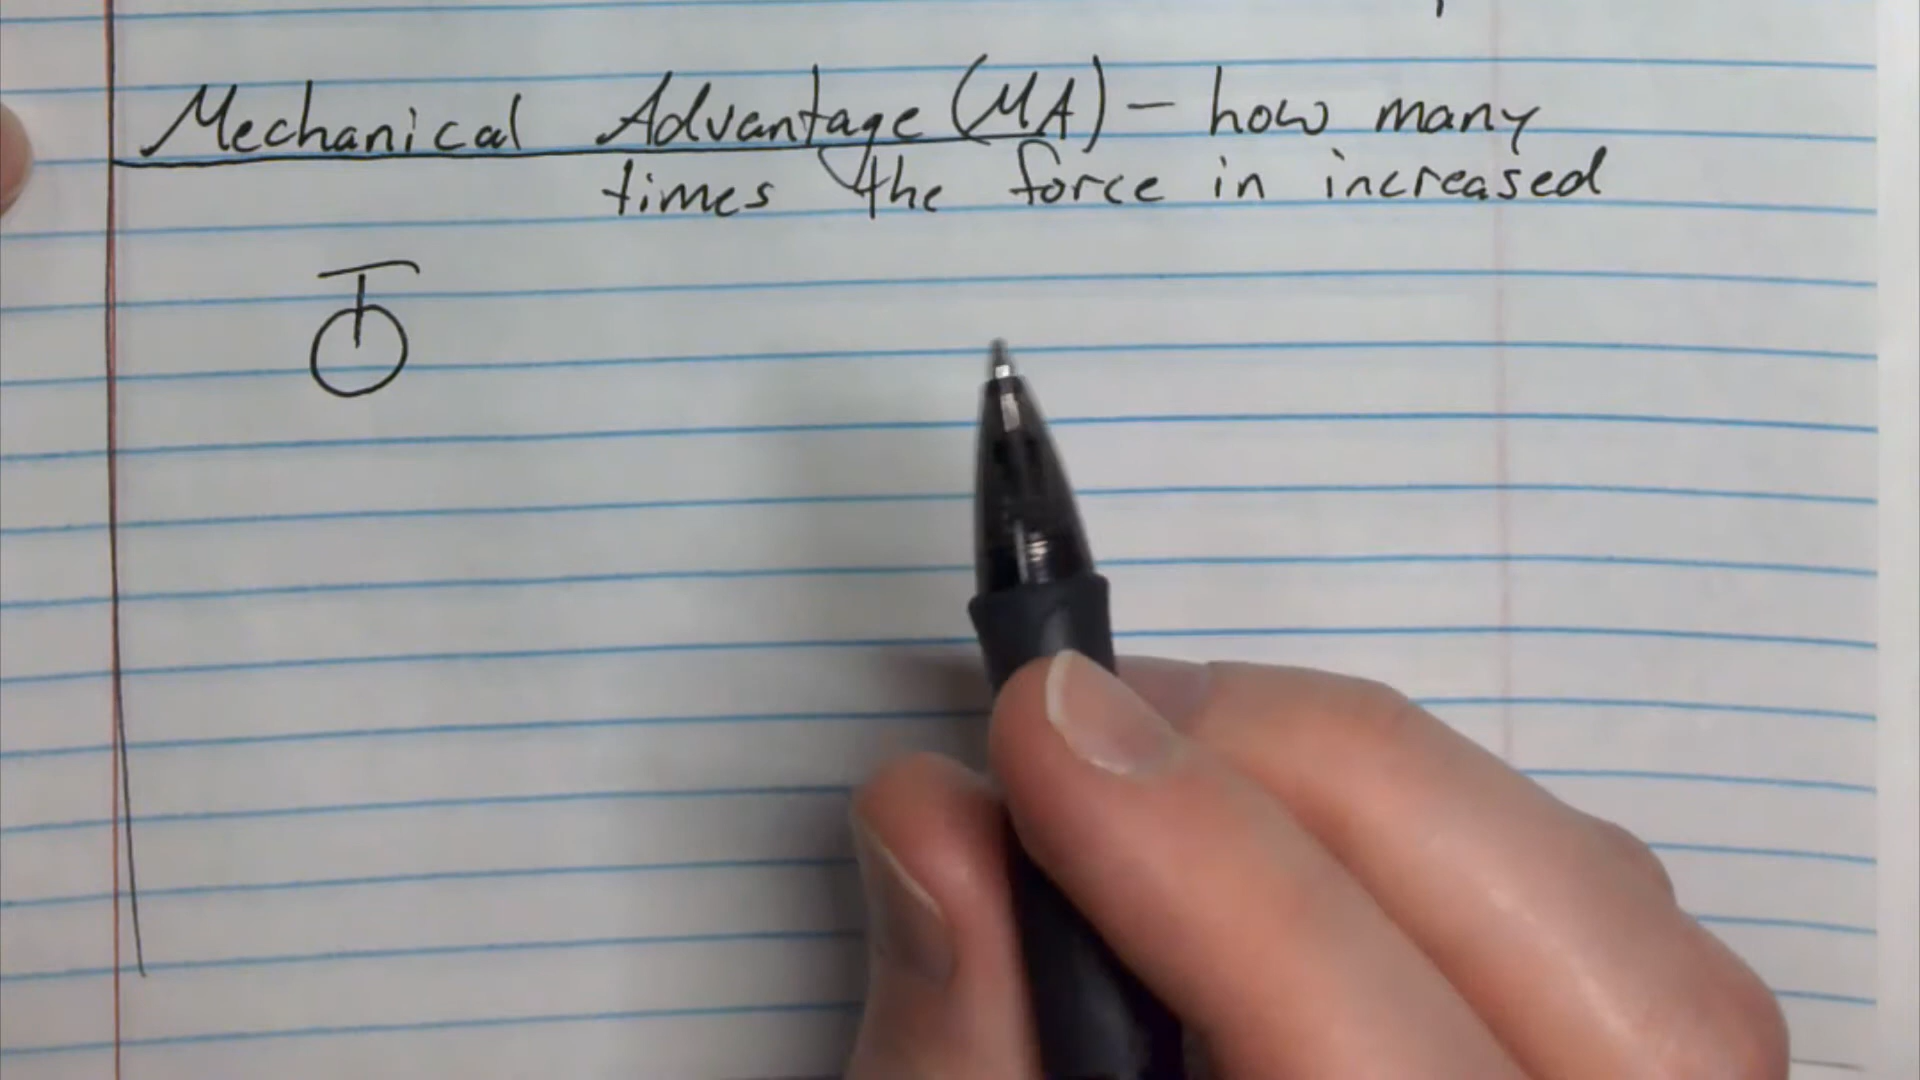 Mechanical Advantage (MA) – how many
times the force in increased